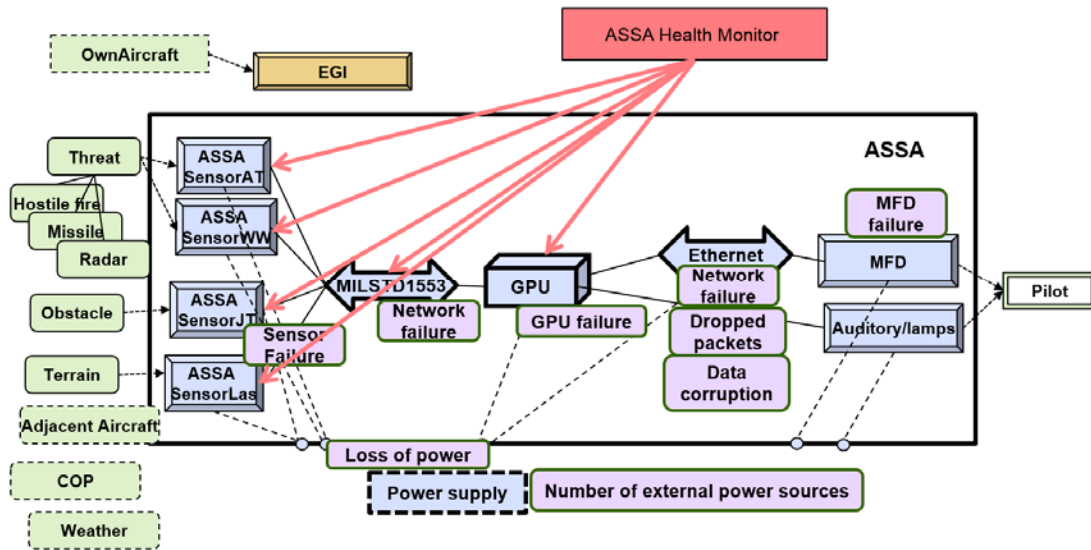 ASSA Health Monitor
OwnAircraft
EGI
ASSA
Threat
ASSA
SensorAT
Hostile fire
Missile
Radar
ASSA
SensorWW
MFD
failure
Ethernet
MFD
MILSTD1553
GPU
Network
failure
Pilot
Obstacle
ASSA
SensorJT
Network
failure
GPU failure
Dropped
packets
Auditory/lamps
Sensor
Failure
Terrain
ASSA
SensorLas
Data
corruption
Adjacent Aircraft
Loss of power
COP
Power supply
Number of external power sources
Weather